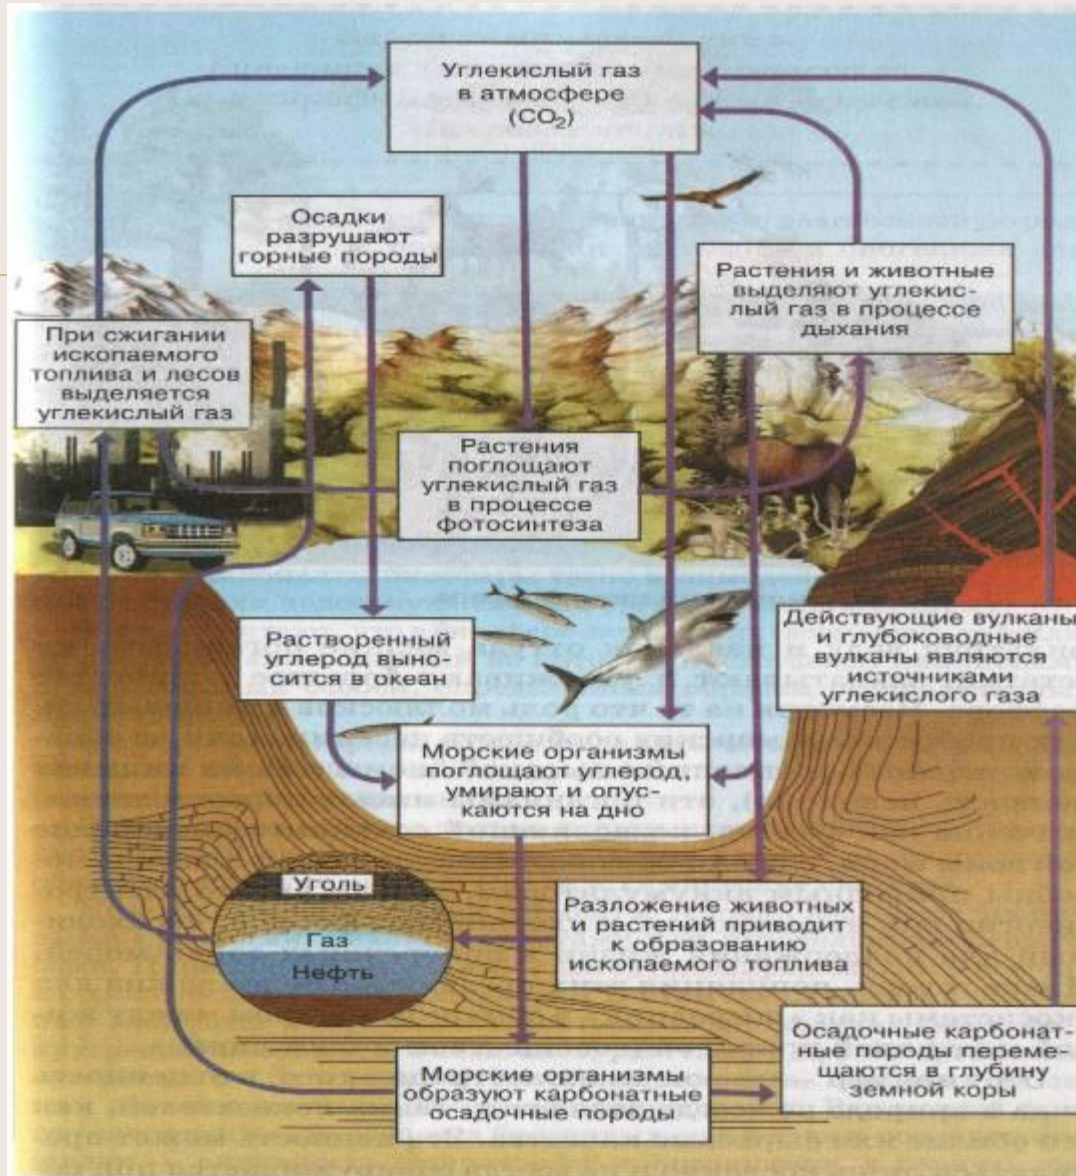 Углекислый газ
в атмосфере
(CO₂)
Осадки
разрушают
горные породы
Растения и животные
выделяют углекис-
лый газ в процессе
дыхания
При сжигании
ископаемого
топлива и лесов
выделяется
углекислый газ
Растения
поглощают
углекислый газ
в процессе
фотосинтеза
Растворенный
углерод выно-
сится в океан
Действующие вулканы
и глубоководные
вулканы являются
источниками
углекислого газа
Морские организмы
поглощают углерод,
умирают и опус-
каются на дно
Уголь
Газ
Нефть
Разложение животных
и растений приводит
к образованию
ископаемого топлива
Морские организмы
образуют карбонатные
осадочные породы
Осадочные карбонат-
ные породы переме-
щаются в глубину
земной коры